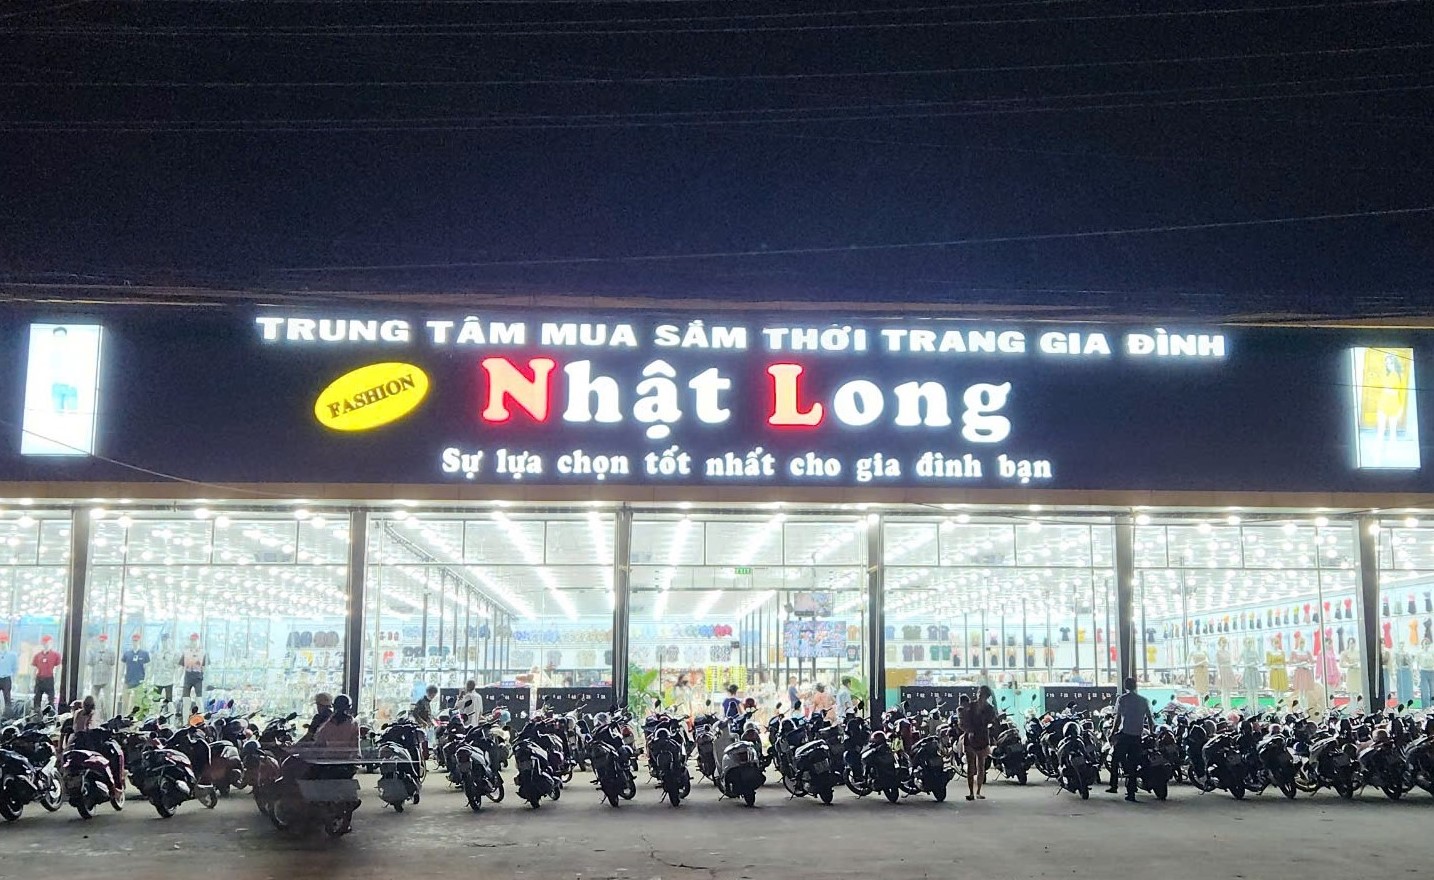 TRUNG TÂM MUA SẮM THỜI TRANG GIA ĐÌNH
FASHION
Nhật Long
Sự lựa chọn tốt nhất cho gia đình bạn
EXIT